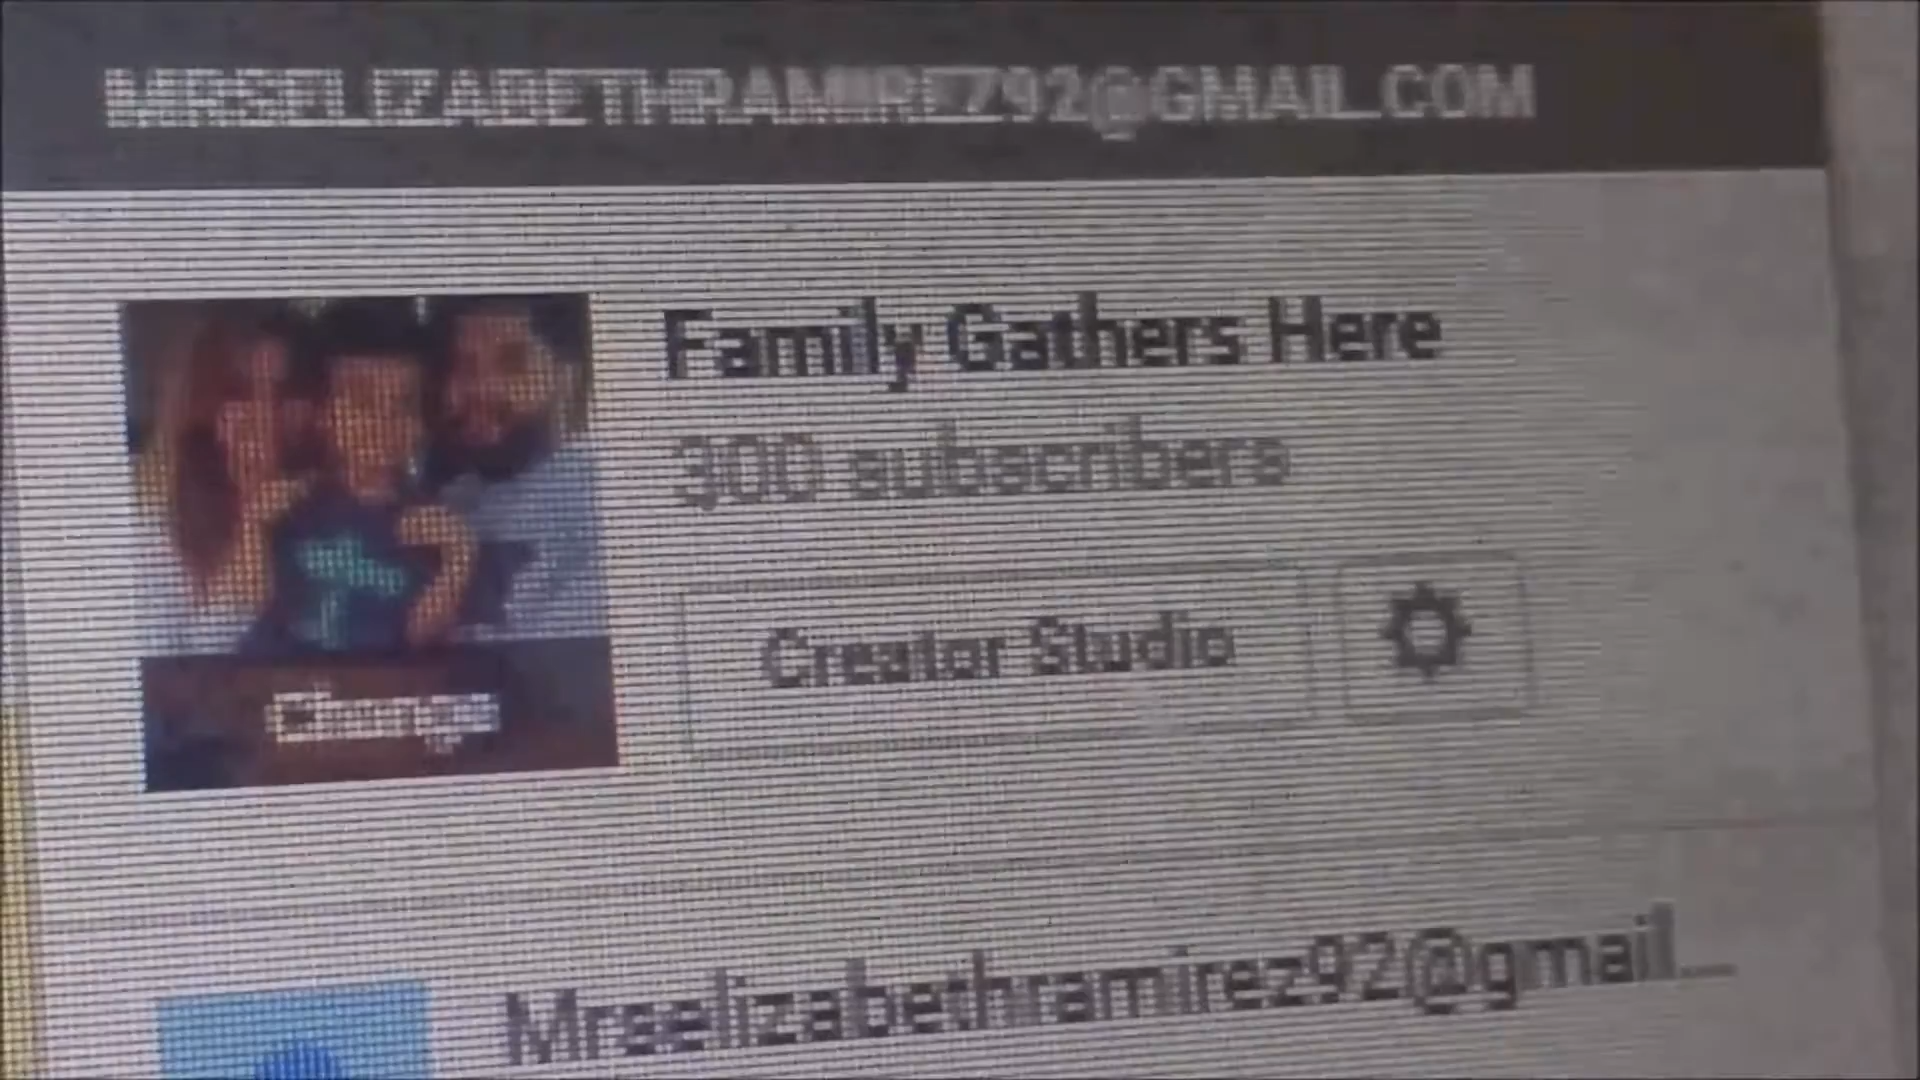 MRSELIZABETHRAMIREZ92@GMAIL.COM
Family Gathers Here
300 subscribers
Creator Studio
Change
Mrselizabethramirez92@gmail...